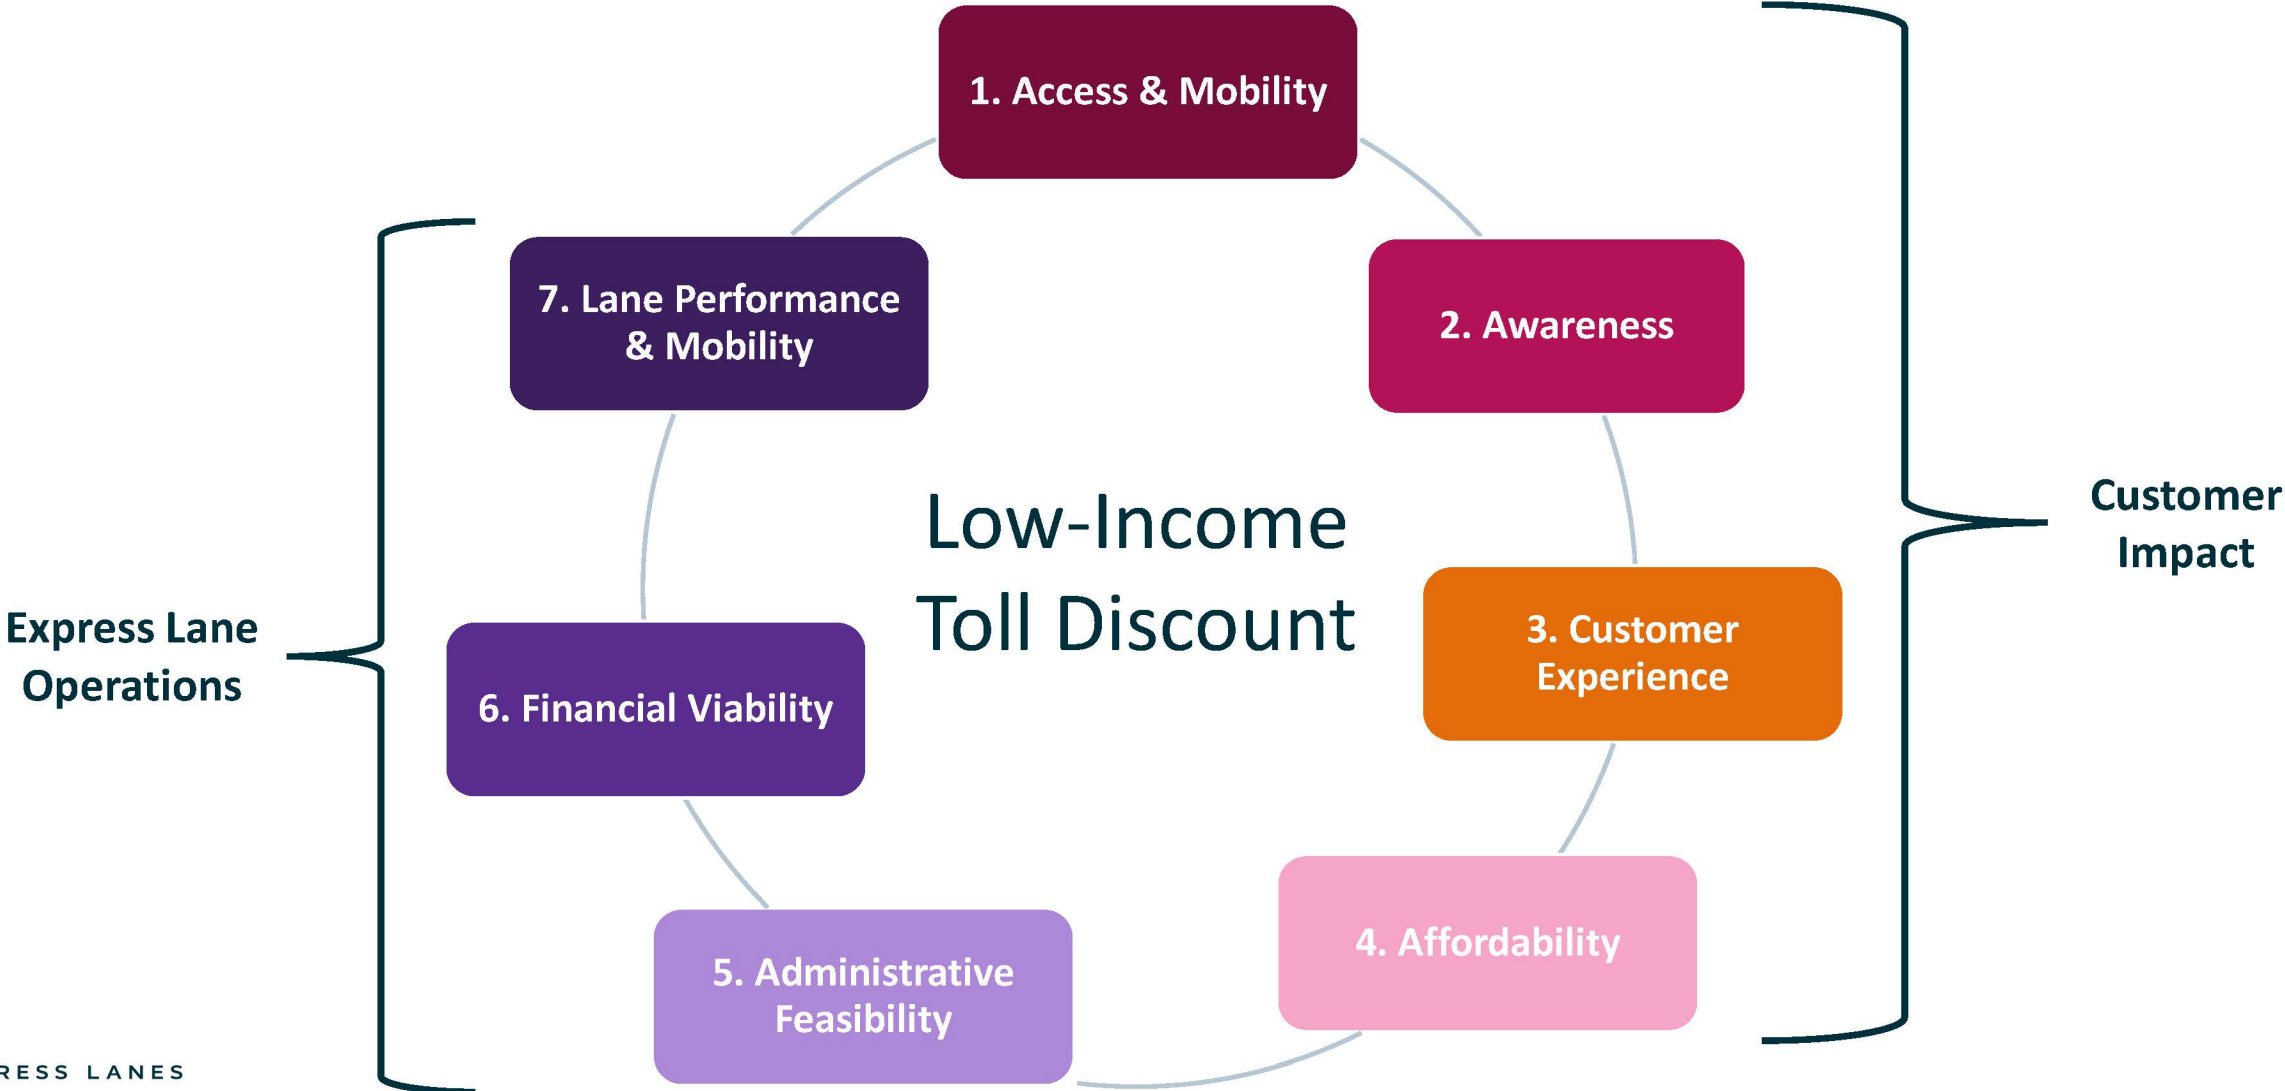 1. Access & Mobility
7. Lane Performance
& Mobility
2. Awareness
Low-Income
Toll Discount
Customer
Impact
3. Customer
Experience
Express Lane
Operations
6. Financial Viability
4. Affordability
5. Administrative
Feasibility
LANES